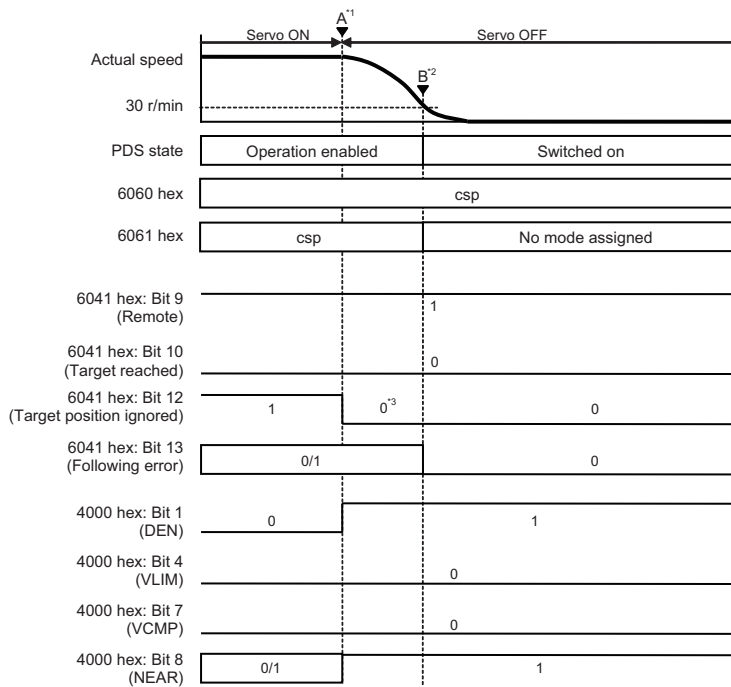 A*1
Servo ON
Servo OFF
Actual speed
B*2
30 r/min
PDS state
Operation enabled
Switched on
6060 hex
csp
6061 hex
csp
No mode assigned
6041 hex: Bit 9
(Remote)
1
6041 hex: Bit 10
(Target reached)
0
6041 hex: Bit 12
(Target position ignored)
1
0*3
0
6041 hex: Bit 13
(Following error)
0/1
0
4000 hex: Bit 1
(DEN)
0
1
4000 hex: Bit 4
(VLIM)
0
4000 hex: Bit 7
(VCMP)
0
4000 hex: Bit 8
(NEAR)
0/1
1